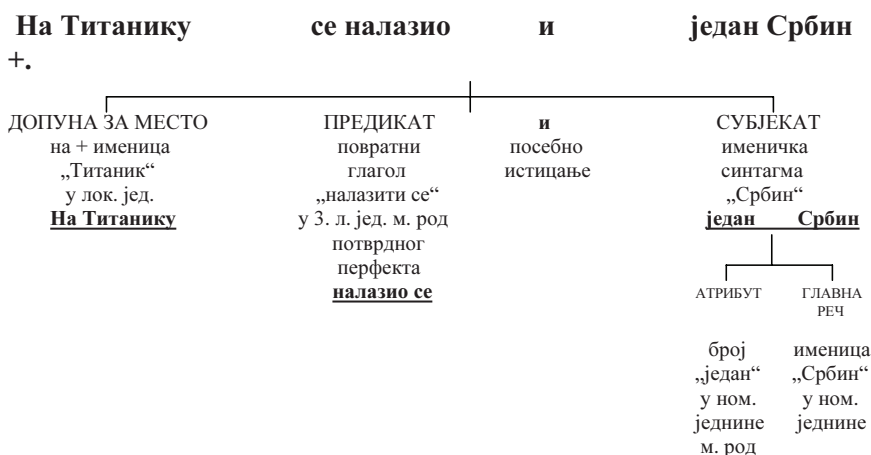 На Титанику се налазио и један Србин
+.
ДОПУНА ЗА МЕСТО
на + именица
„Титаник“
у лок. јед.
На Титанику
ПРЕДИКАТ
повратни
глагол
„налазити се“
у 3. л. јед. м. род
потврдног
перфекта
налазио се
и
посебно
истицање
СУБЈЕКАТ
именичка
синтагма
„Србин“
један Србин
АТРИБУТ
број
„један“
у ном.
једнине
м. род
ГЛАВНА
РЕЧ
именица
„Србин“
у ном.
једнине